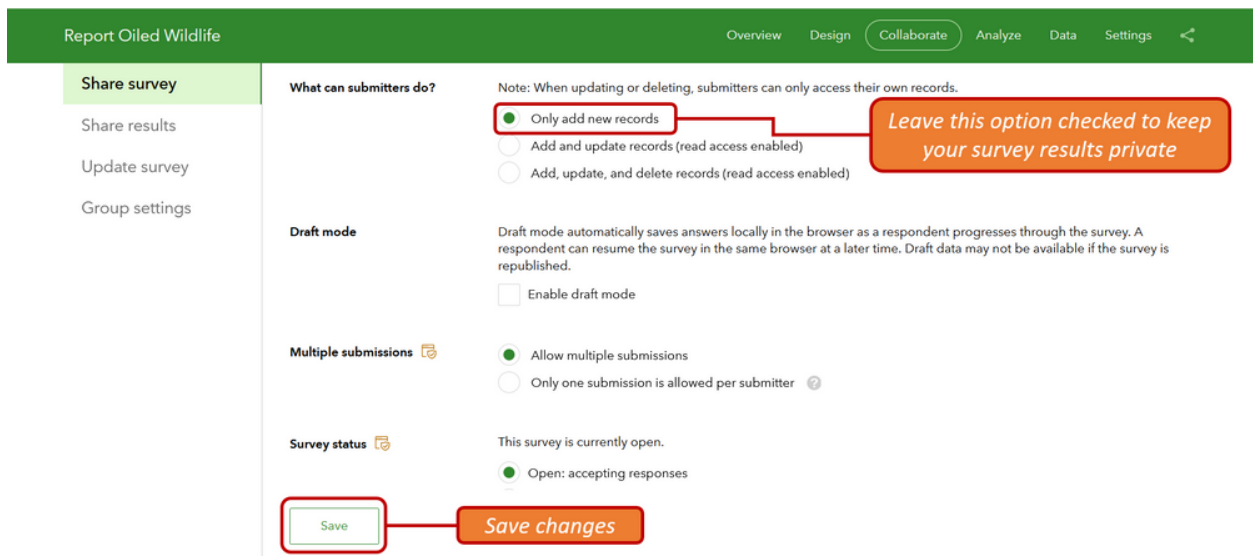 Report Oiled Wildlife
Overview Design Collaborate Analyze Data Settings
Share survey
Share results
Update survey
Group settings
What can submitters do?
Note: When updating or deleting, submitters can only access their own records.
Only add new records
Add and update records (read access enabled)
Add, update, and delete records (read access enabled)
Leave this option checked to keep
your survey results private
Draft mode
Draft mode automatically saves answers locally in the browser as a respondent progresses through the survey. A
respondent can resume the survey in the same browser at a later time. Draft data may not be available if the survey is
republished.
Enable draft mode
Multiple submissions
Allow multiple submissions
Only one submission is allowed per submitter ?
Survey status
This survey is currently open.
Open: accepting responses
Save
Save changes